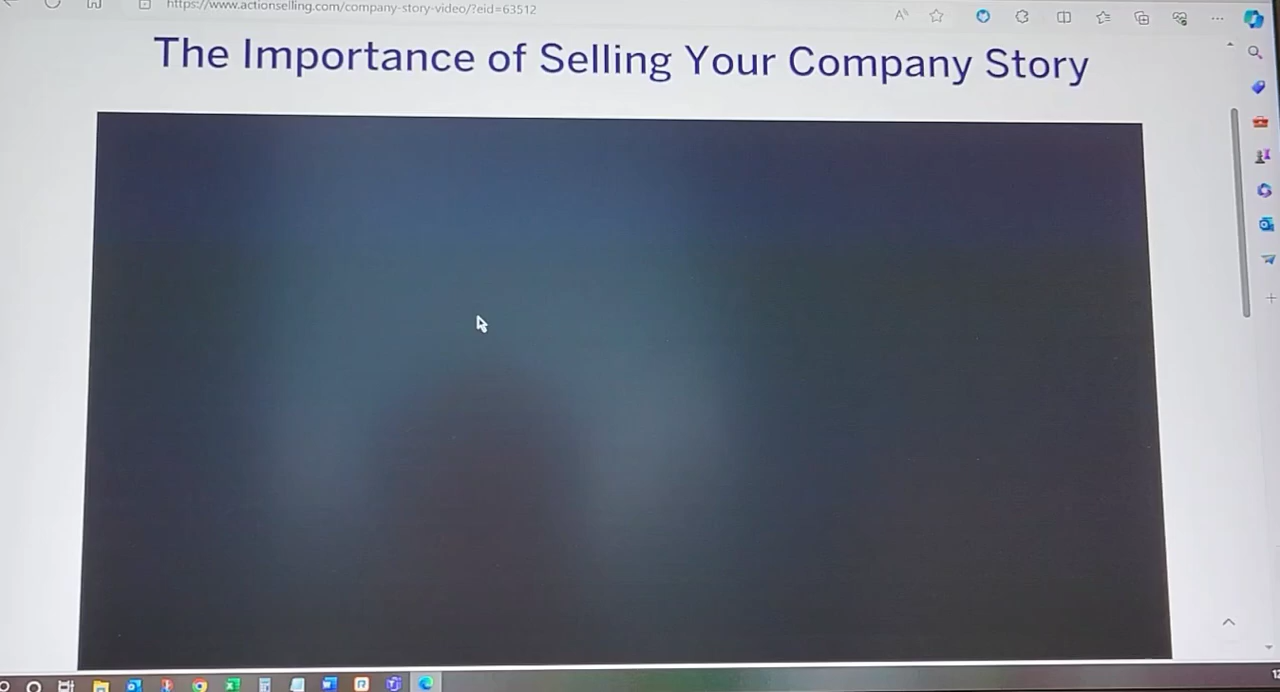 https://www.actionselling.com/company-story-video/?eid=63512
The Importance of Selling Your Company Story